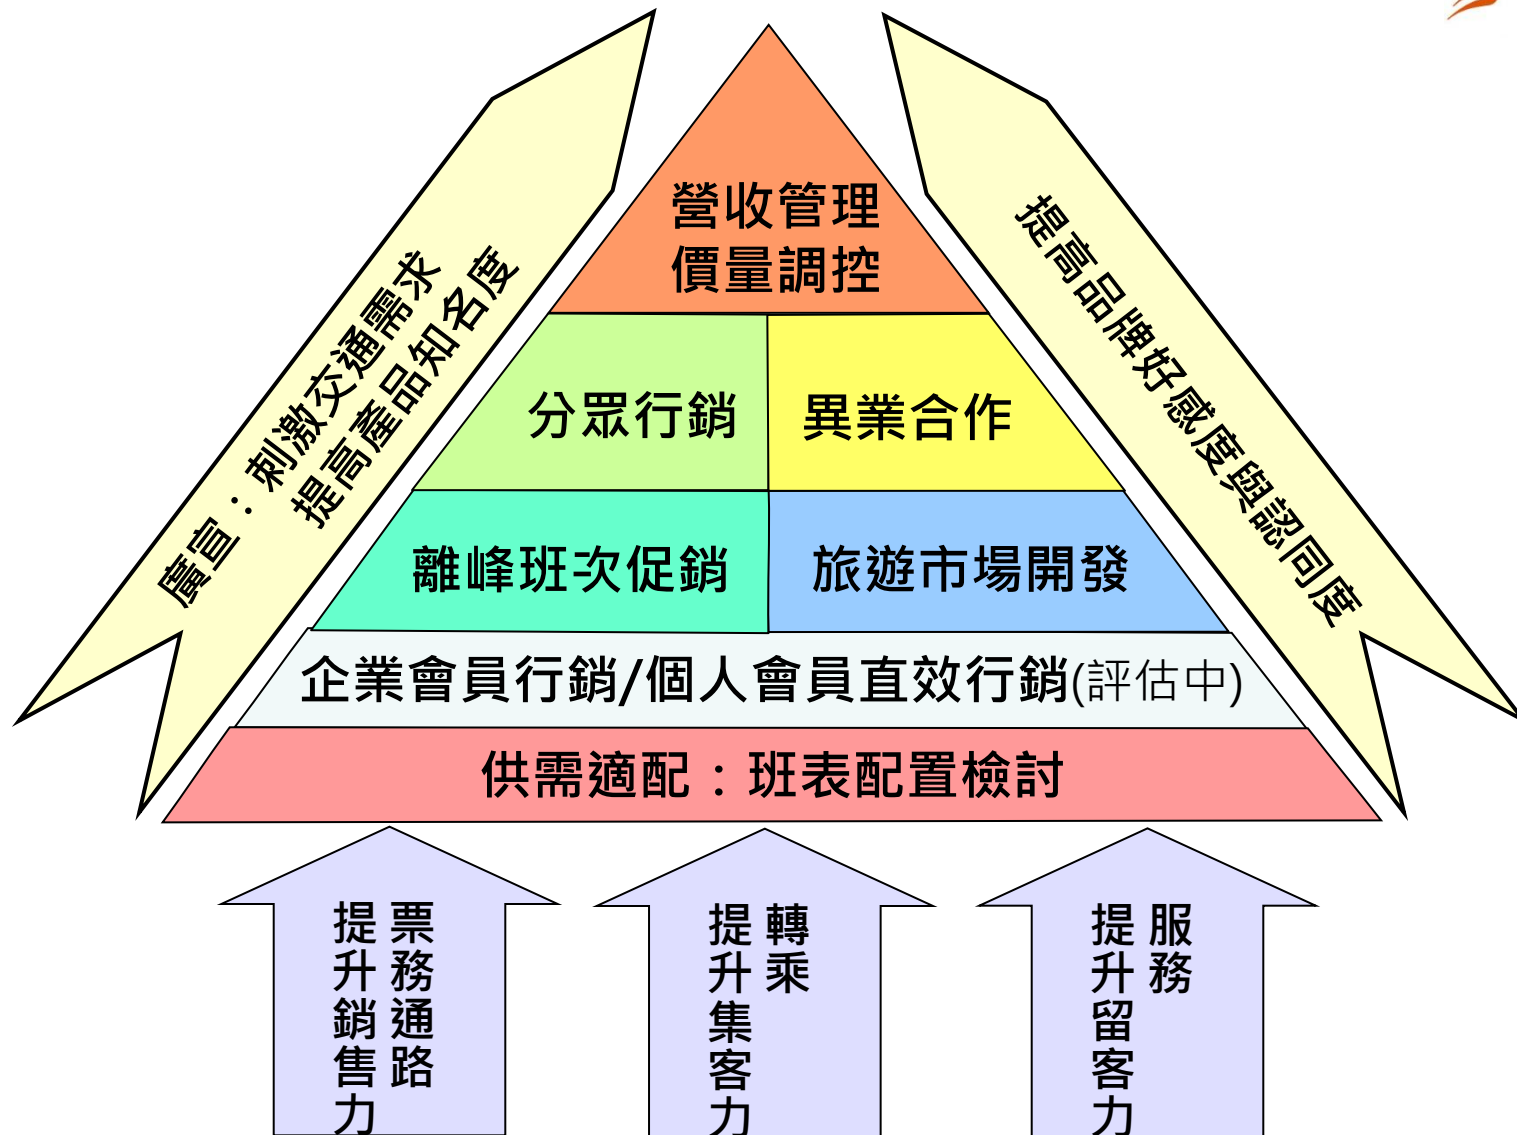 廣宣：刺激交通需求
提高產品知名度
提高品牌好感度與認同度
營收管理
價量調控
分眾行銷
異業合作
離峰班次促銷
旅遊市場開發
企業會員行銷/個人會員直效行銷(評估中)
供需適配：班表配置檢討
票務通路
提升銷售力
轉乘
提升集客力
服務
提升留客力